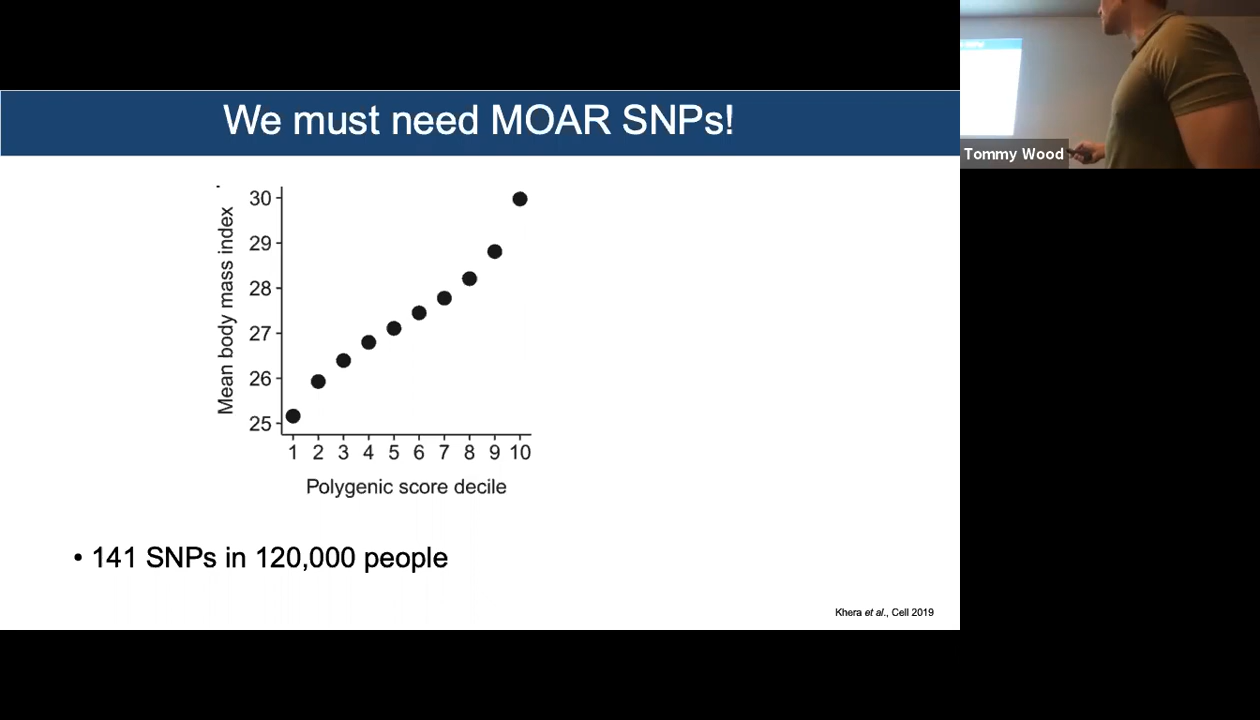 We must need MOAR SNPs!
Tommy Wood
Mean body mass index
30
29
28
27
26
25
1 2 3 4 5 6 7 8 9 10
Polygenic score decile
• 141 SNPs in 120,000 people
Khera et al., Cell 2019